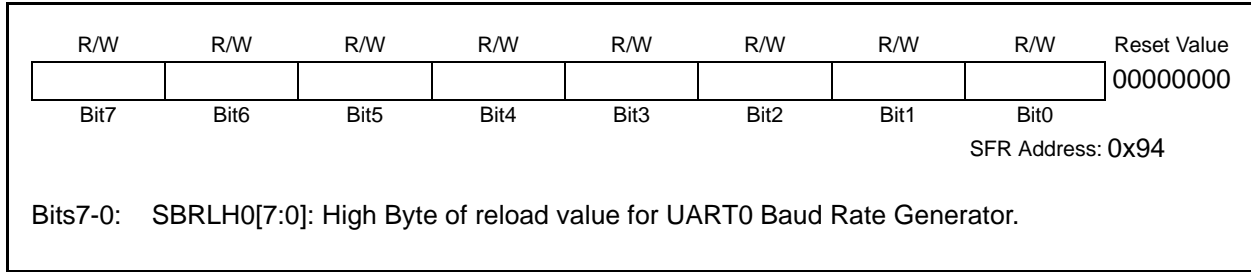 R/W R/W R/W R/W R/W R/W R/W R/W Reset Value
00000000
Bit7 Bit6 Bit5 Bit4 Bit3 Bit2 Bit1 Bit0
SFR Address: 0x94
Bits7-0: SBRLH0[7:0]: High Byte of reload value for UART0 Baud Rate Generator.